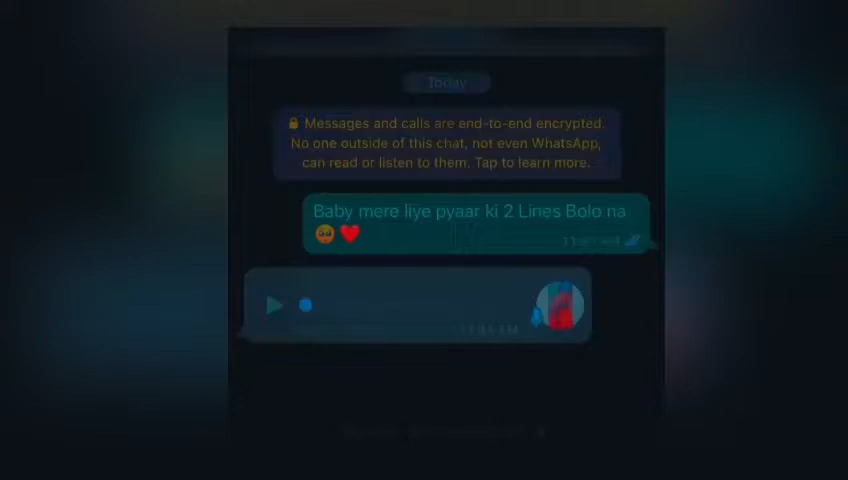 Today
🔒 Messages and calls are end-to-end encrypted.
No one outside of this chat, not even WhatsApp,
can read or listen to them. Tap to learn more.
Baby mere liye pyaar ki 2 Lines Bolo na
🥺❤️